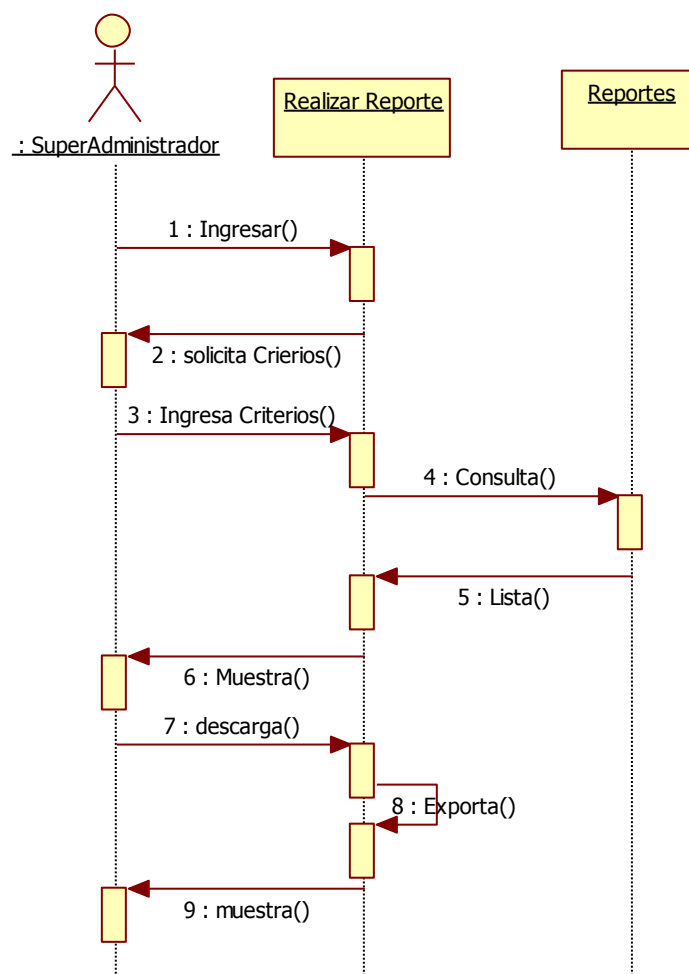 : SuperAdministrador
Realizar Reporte
Reportes
1 : Ingresar()
2 : solicita Crierios()
3 : Ingresa Criterios()
4 : Consulta()
5 : Lista()
6 : Muestra()
7 : descarga()
8 : Exporta()
9 : muestra()